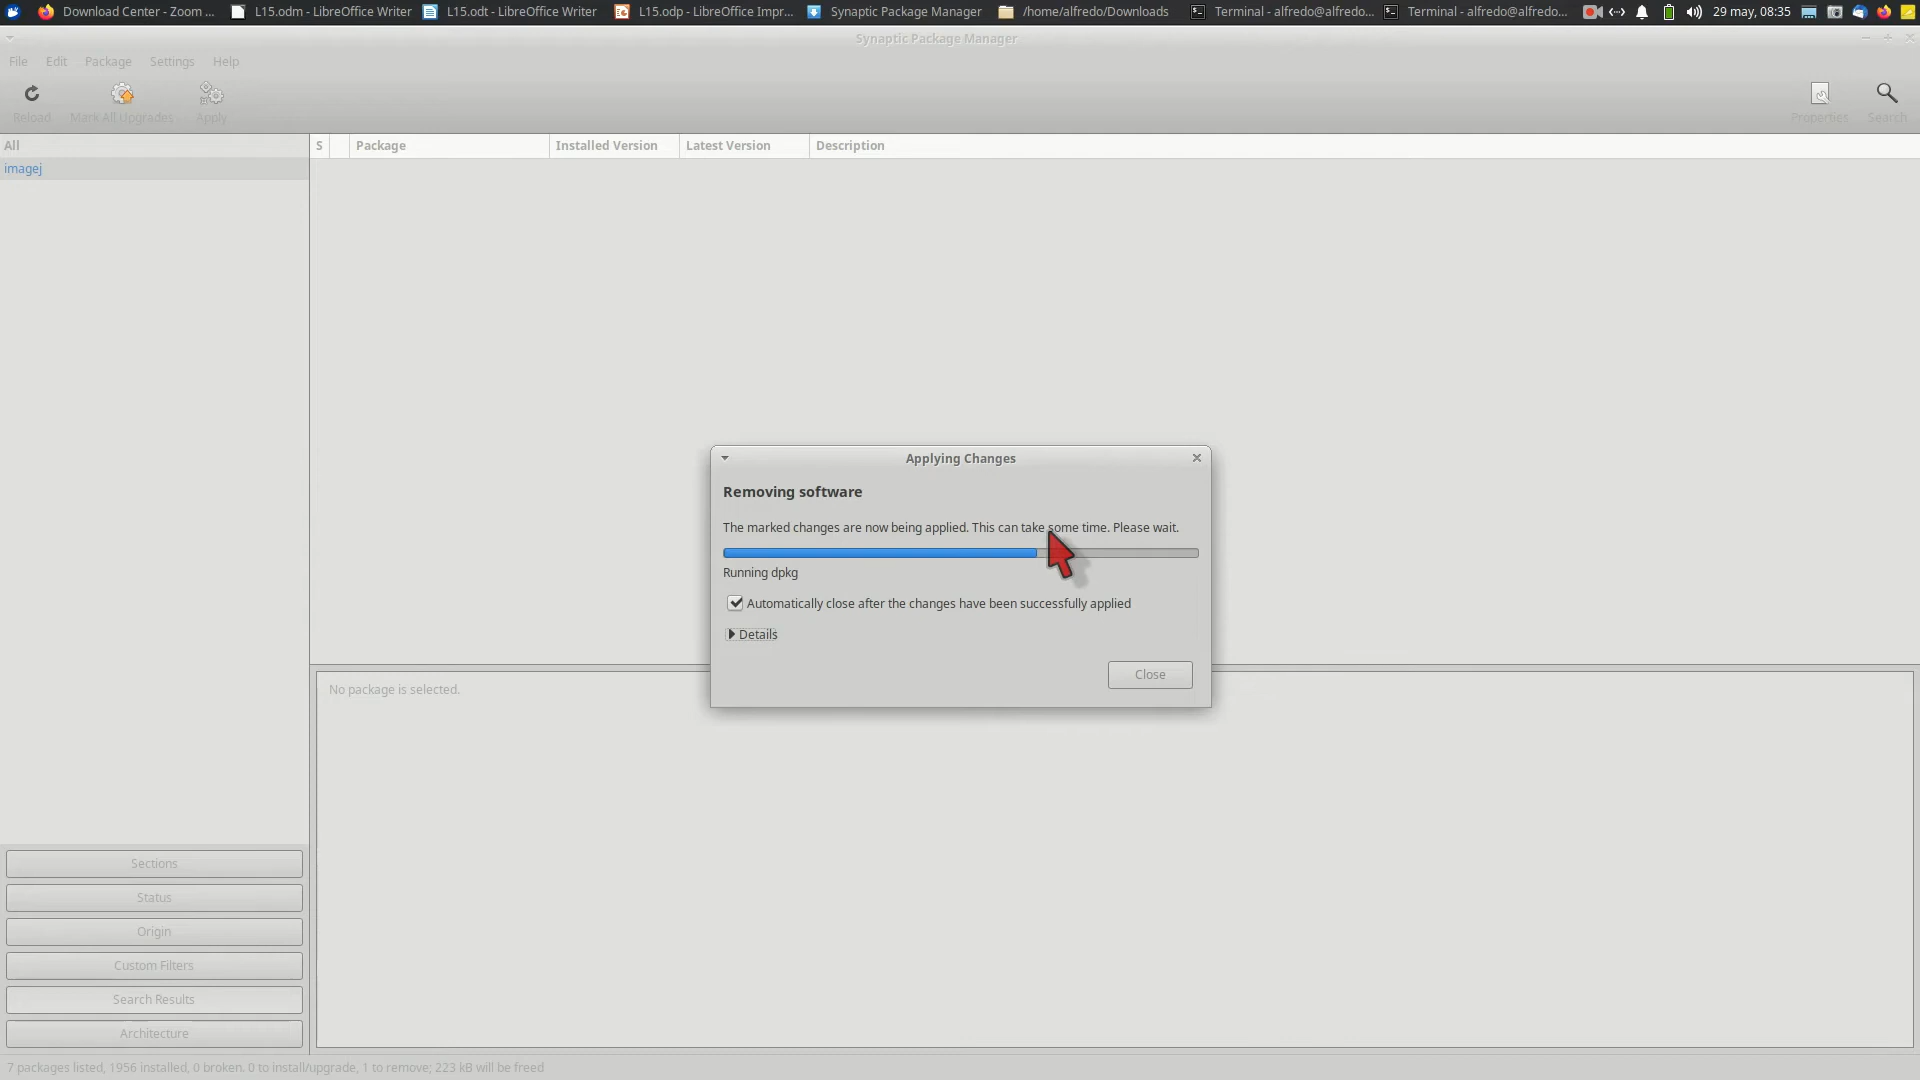 Download Center - Zoom ... L15.odm - LibreOffice Writer L15.odt - LibreOffice Writer L15.odp - LibreOffice Impr... Synaptic Package Manager /home/alfredo/Downloads Terminal - alfredo@alfredo... Terminal - alfredo@alfredo... 29 may, 08:35
Synaptic Package Manager
File Edit Package Settings Help
Reload Mark All Upgrades Apply Properties Search
All S Package Installed Version Latest Version Description
imagej
Applying Changes
Removing software
The marked changes are now being applied. This can take some time. Please wait.
Running dpkg
Automatically close after the changes have been successfully applied
Details
Close
No package is selected.
Sections
Status
Origin
Custom Filters
Search Results
Architecture
7 packages listed, 1956 installed, 0 broken. 0 to install/upgrade, 1 to remove; 223 kB will be freed